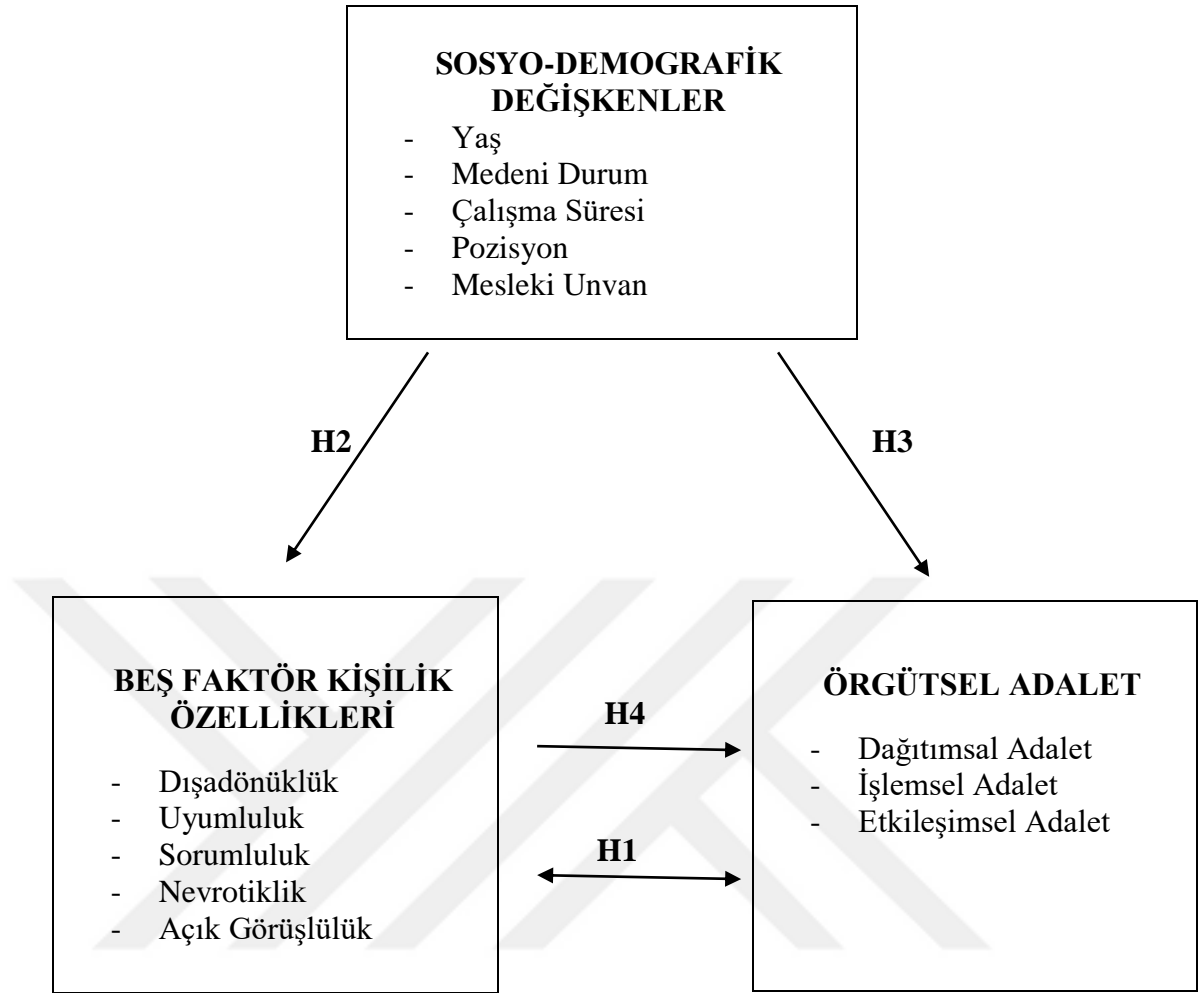 SOSYO-DEMOGRAFİK
DEĞİŞKENLER
- Yaş
- Medeni Durum
- Çalışma Süresi
- Pozisyon
- Mesleki Unvan
H2
H3
BEŞ FAKTÖR KİŞİLİK
ÖZELLİKLERİ
- Dışadönüklük
- Uyumluluk
- Sorumluluk
- Nevrotiklik
- Açık Görüşlülük
H4
H1
ÖRGÜTSEL ADALET
- Dağıtımsal Adalet
- İşlemsel Adalet
- Etkileşimsel Adalet